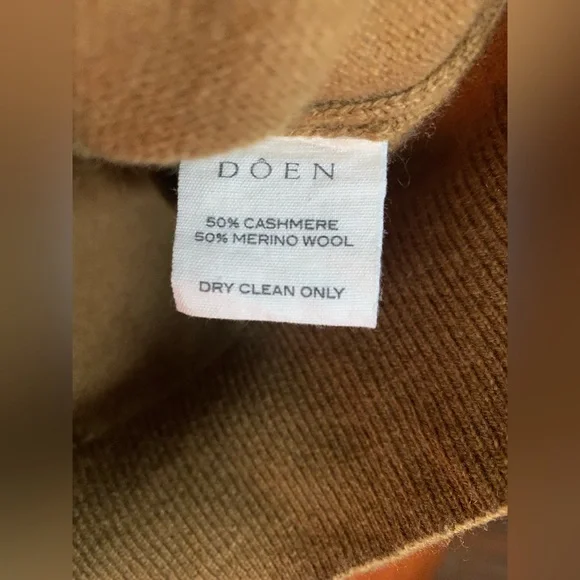 DÔEN
50% CASHMERE
50% MERINO WOOL
DRY CLEAN ONLY